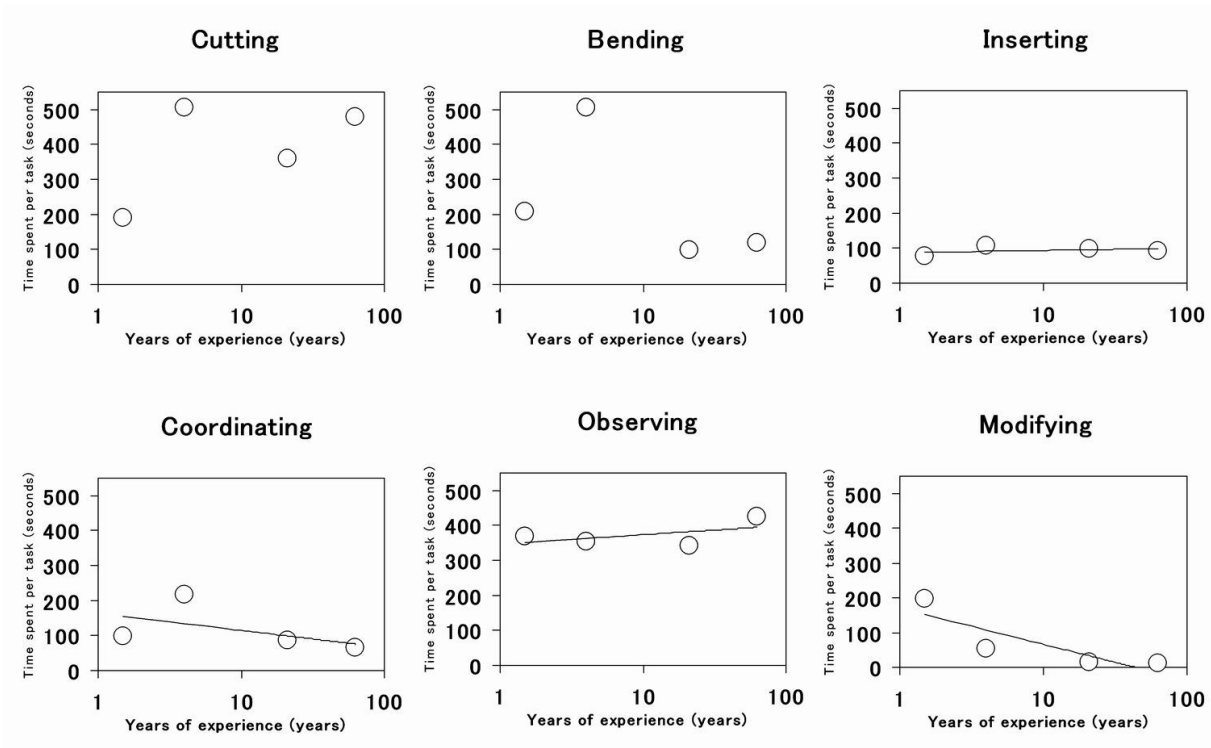 Cutting
Time spent per task (seconds)
500
400
300
200
100
0
1 10 100
Years of experience (years)
Bending
Time spent per task (seconds)
500
400
300
200
100
0
1 10 100
Years of experience (years)
Inserting
Time spent per task (seconds)
500
400
300
200
100
0
1 10 100
Years of experience (years)
Coordinating
Time spent per task (seconds)
500
400
300
200
100
0
1 10 100
Years of experience (years)
Observing
Time spent per task (seconds)
500
400
300
200
100
0
1 10 100
Years of experience (years)
Modifying
Time spent per task (seconds)
500
400
300
200
100
0
1 10 100
Years of experience (years)